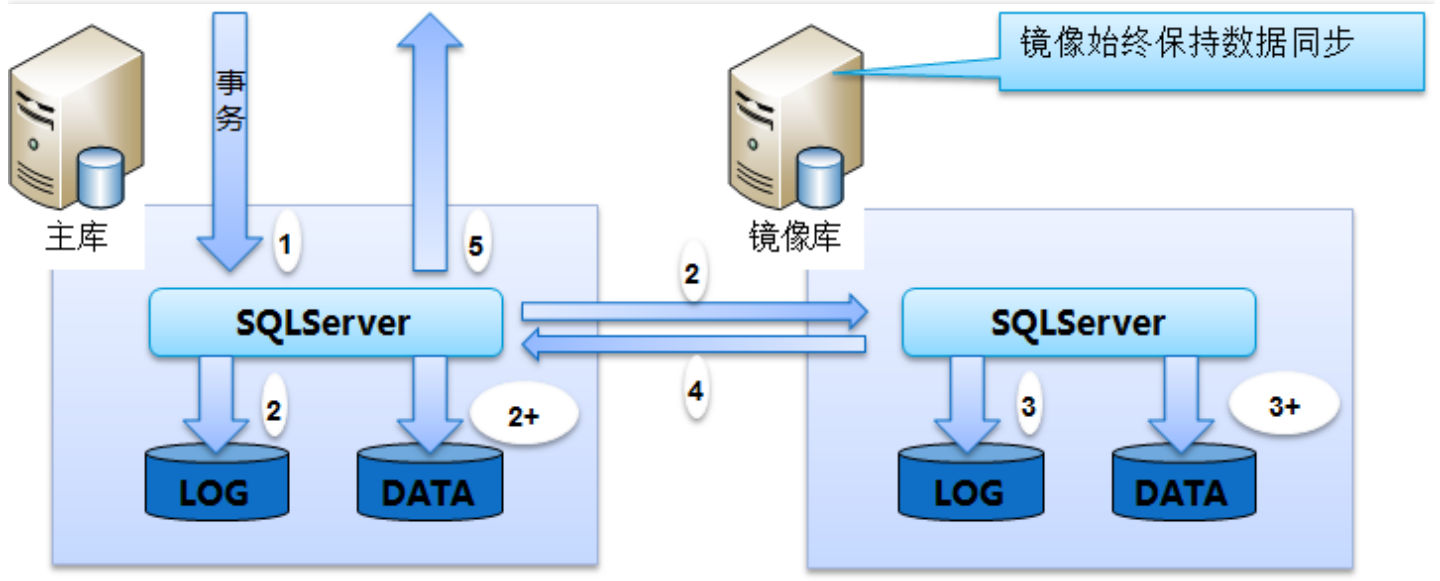 镜像始终保持数据同步
事务
主库
1
5
镜像库
2
SQLServer
SQLServer
4
2
2+
3
3+
LOG
DATA
LOG
DATA